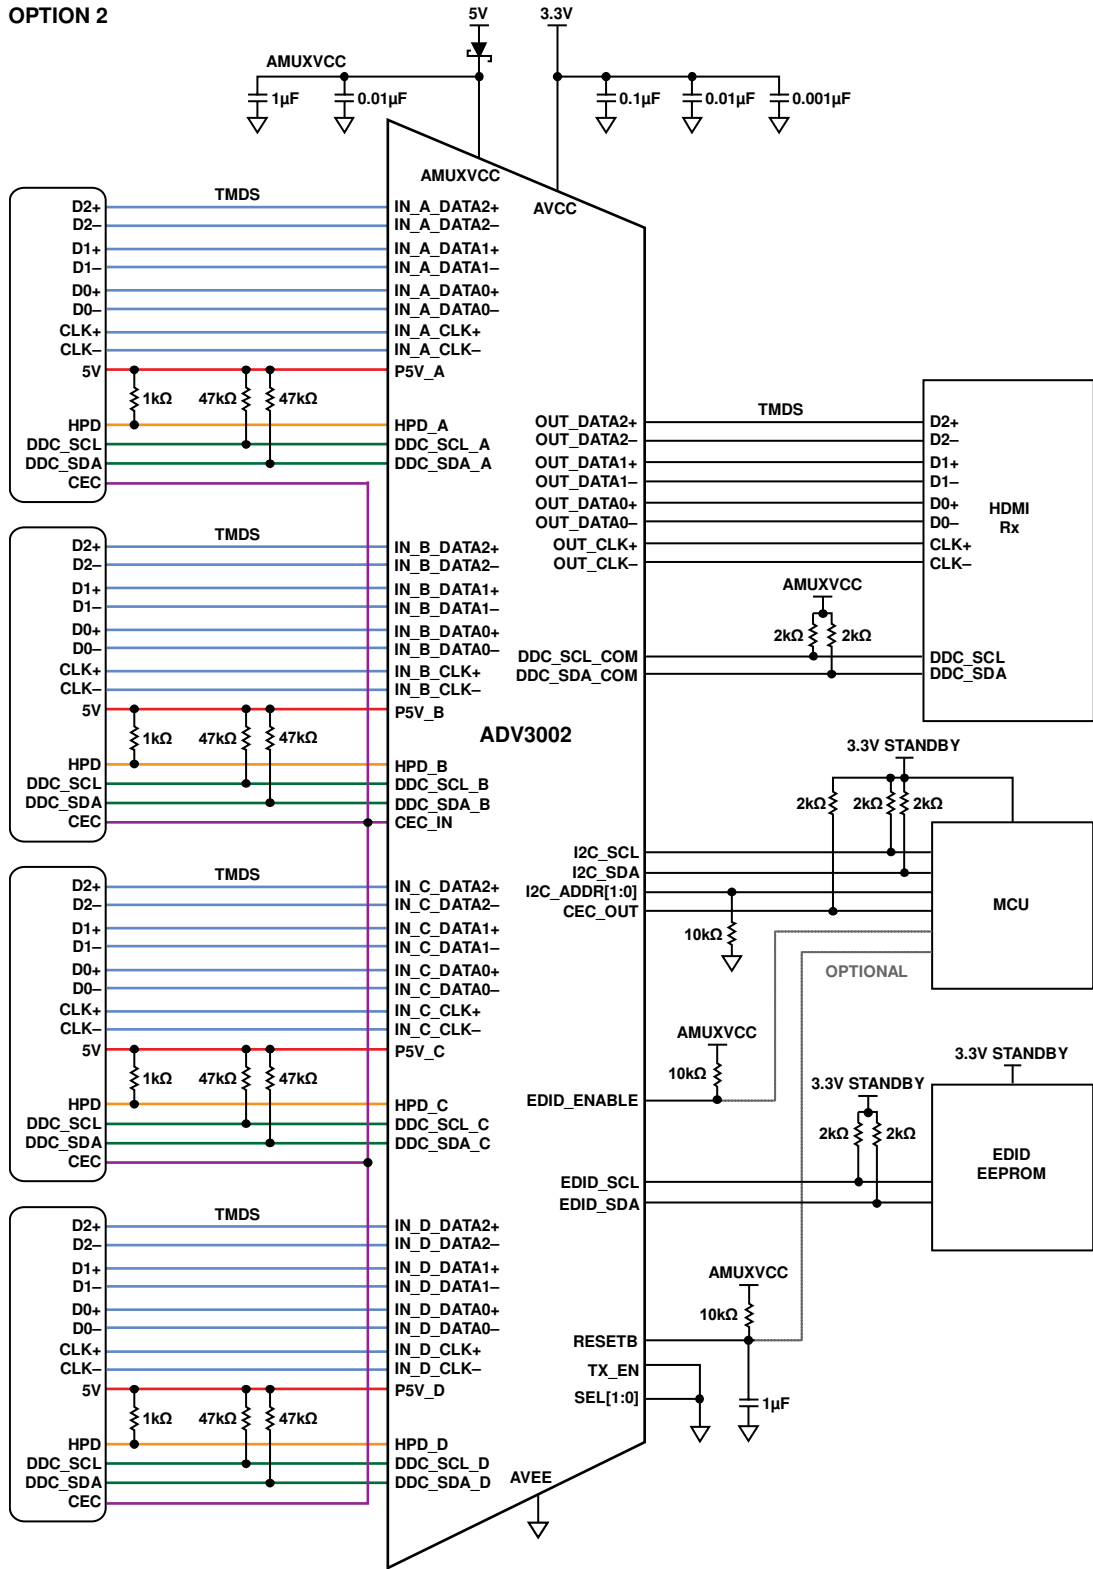 OPTION 2
5V 3.3V
AMUXVCC
1µF 0.01µF 0.1µF 0.01µF 0.001µF
AMUXVCC
AVCC
TMDS
D2+ IN_A_DATA2+
D2– IN_A_DATA2–
D1+ IN_A_DATA1+
D1– IN_A_DATA1–
D0+ IN_A_DATA0+
D0– IN_A_DATA0–
CLK+ IN_A_CLK+
CLK– IN_A_CLK–
5V P5V_A
1kΩ 47kΩ 47kΩ
HPD HPD_A
DDC_SCL DDC_SCL_A
DDC_SDA DDC_SDA_A
CEC
TMDS
D2+ IN_B_DATA2+
D2– IN_B_DATA2–
D1+ IN_B_DATA1+
D1– IN_B_DATA1–
D0+ IN_B_DATA0+
D0– IN_B_DATA0–
CLK+ IN_B_CLK+
CLK– IN_B_CLK–
5V P5V_B
1kΩ 47kΩ 47kΩ
HPD HPD_B
DDC_SCL DDC_SCL_B
DDC_SDA DDC_SDA_B
CEC CEC_IN
TMDS
D2+ IN_C_DATA2+
D2– IN_C_DATA2–
D1+ IN_C_DATA1+
D1– IN_C_DATA1–
D0+ IN_C_DATA0+
D0– IN_C_DATA0–
CLK+ IN_C_CLK+
CLK– IN_C_CLK–
5V P5V_C
1kΩ 47kΩ 47kΩ
HPD HPD_C
DDC_SCL DDC_SCL_C
DDC_SDA DDC_SDA_C
CEC
TMDS
D2+ IN_D_DATA2+
D2– IN_D_DATA2–
D1+ IN_D_DATA1+
D1– IN_D_DATA1–
D0+ IN_D_DATA0+
D0– IN_D_DATA0–
CLK+ IN_D_CLK+
CLK– IN_D_CLK–
5V P5V_D
1kΩ 47kΩ 47kΩ
HPD HPD_D
DDC_SCL DDC_SCL_D
DDC_SDA DDC_SDA_D
CEC
ADV3002
AVEE
TMDS
OUT_DATA2+ D2+
OUT_DATA2– D2–
OUT_DATA1+ D1+
OUT_DATA1– D1–
OUT_DATA0+ D0+
OUT_DATA0– D0–
OUT_CLK+ CLK+
OUT_CLK– CLK–
HDMI
Rx
AMUXVCC
2kΩ 2kΩ
DDC_SCL_COM DDC_SCL
DDC_SDA_COM DDC_SDA
3.3V STANDBY
2kΩ 2kΩ 2kΩ
I2C_SCL
I2C_SDA
I2C_ADDR[1:0]
CEC_OUT
MCU
10kΩ
OPTIONAL
AMUXVCC
10kΩ
EDID_ENABLE
3.3V STANDBY
3.3V STANDBY
2kΩ 2kΩ
EDID
EEPROM
EDID_SCL
EDID_SDA
AMUXVCC
10kΩ
RESETB
TX_EN
SEL[1:0]
1µF